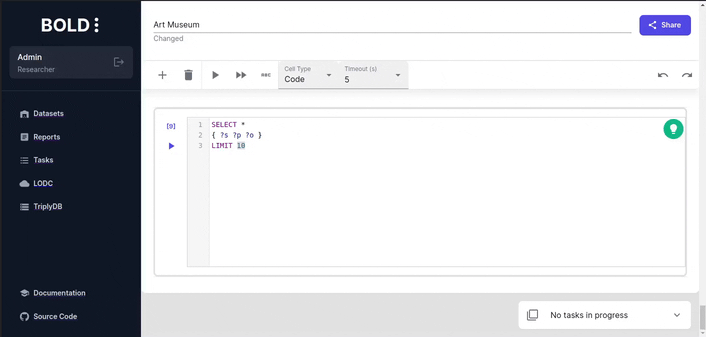 BOLD
Admin
Researcher
Datasets
Reports
Tasks
LODC
TriplyDB
Documentation
Source Code
Art Museum
Changed
Share
Cell Type
Code
Timeout (s)
5
[9]
1 SELECT *
2 { ?s ?p ?o }
3 LIMIT 10
No tasks in progress